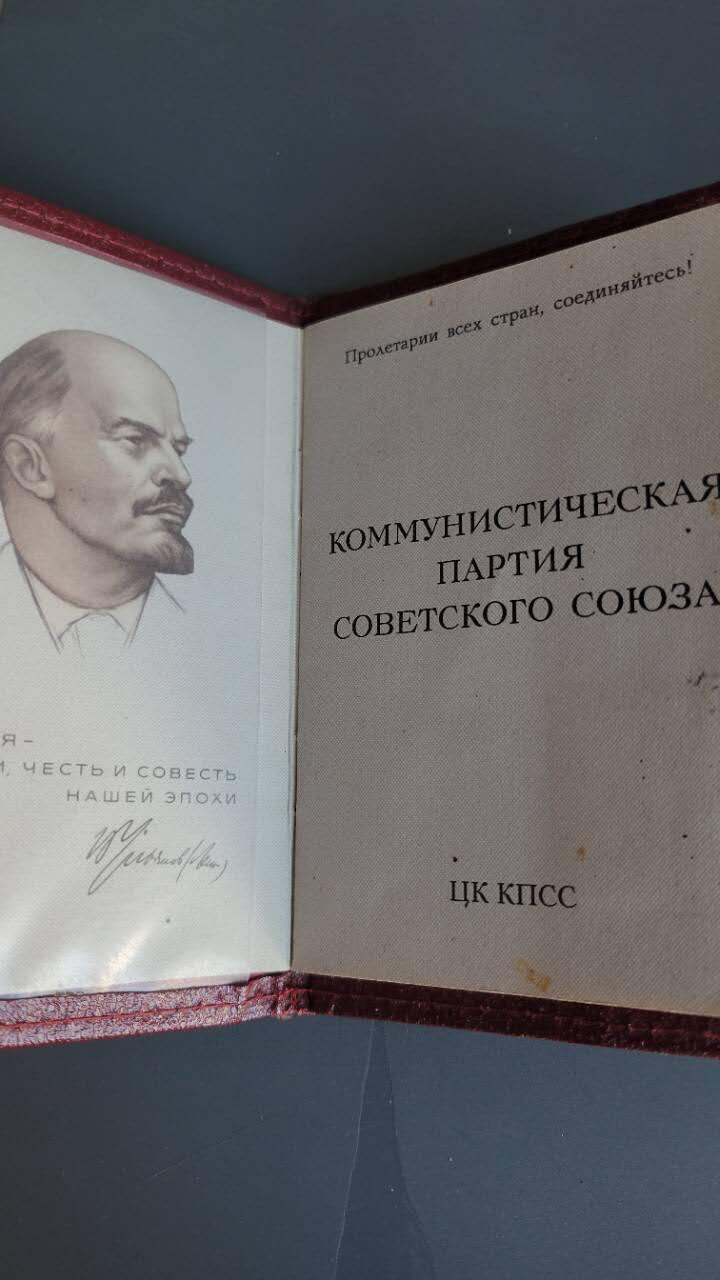 Я –
, ЧЕСТЬ И СОВЕСТЬ
НАШЕЙ ЭПОХИ
Пролетарии всех стран, соединяйтесь!
КОММУНИСТИЧЕСКАЯ
ПАРТИЯ
СОВЕТСКОГО СОЮЗА
ЦК КПСС